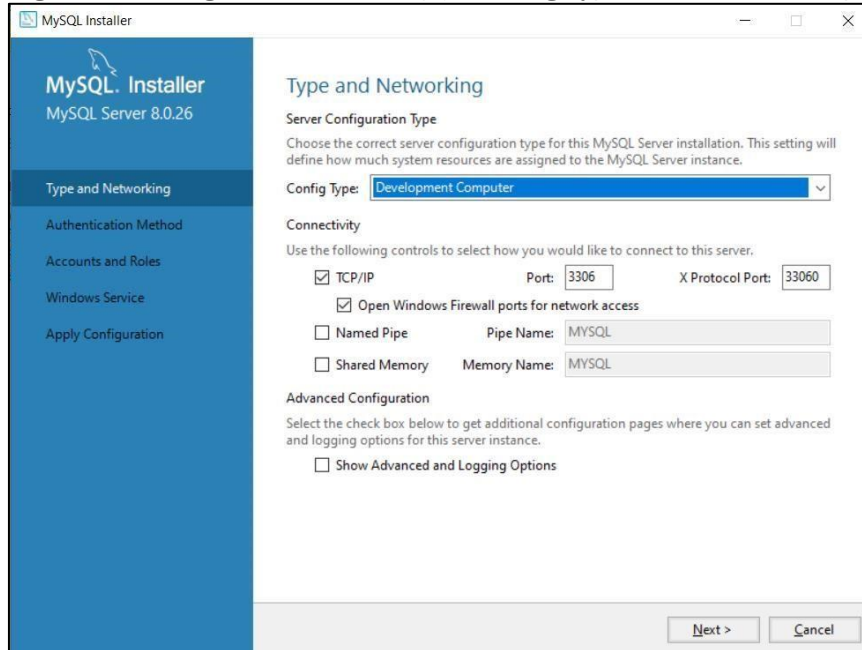 MySQL Installer
MySQL. Installer
MySQL Server 8.0.26
Type and Networking
Authentication Method
Accounts and Roles
Windows Service
Apply Configuration
Type and Networking
Server Configuration Type
Choose the correct server configuration type for this MySQL Server installation. This setting will
define how much system resources are assigned to the MySQL Server instance.
Config Type: Development Computer
Connectivity
Use the following controls to select how you would like to connect to this server.
TCP/IP Port: 3306 X Protocol Port: 33060
Open Windows Firewall ports for network access
Named Pipe Pipe Name: MYSQL
Shared Memory Memory Name: MYSQL
Advanced Configuration
Select the check box below to get additional configuration pages where you can set advanced
and logging options for this server instance.
Show Advanced and Logging Options
Next > Cancel